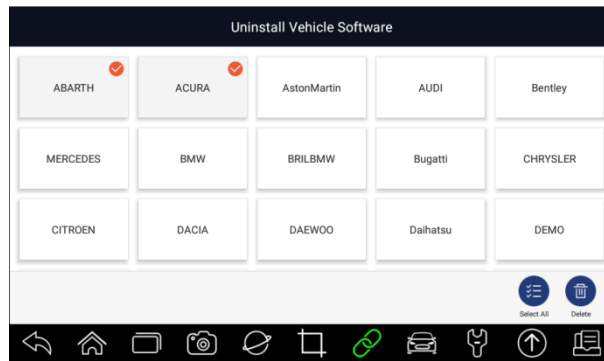 Uninstall Vehicle Software
ABARTH ACURA AstonMartin AUDI Bentley
MERCEDES BMW BRILBMW Bugatti CHRYSLER
CITROEN DACIA DAEWOO Daihatsu DEMO
Select All Delete